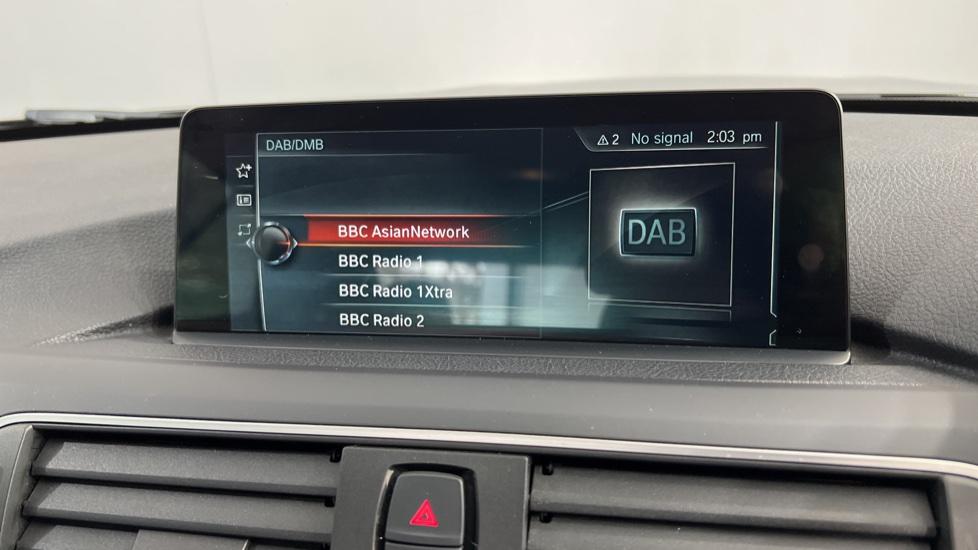 DAB/DMB
2 No signal 2:03 pm
BBC AsianNetwork
BBC Radio 1
BBC Radio 1Xtra
BBC Radio 2
DAB